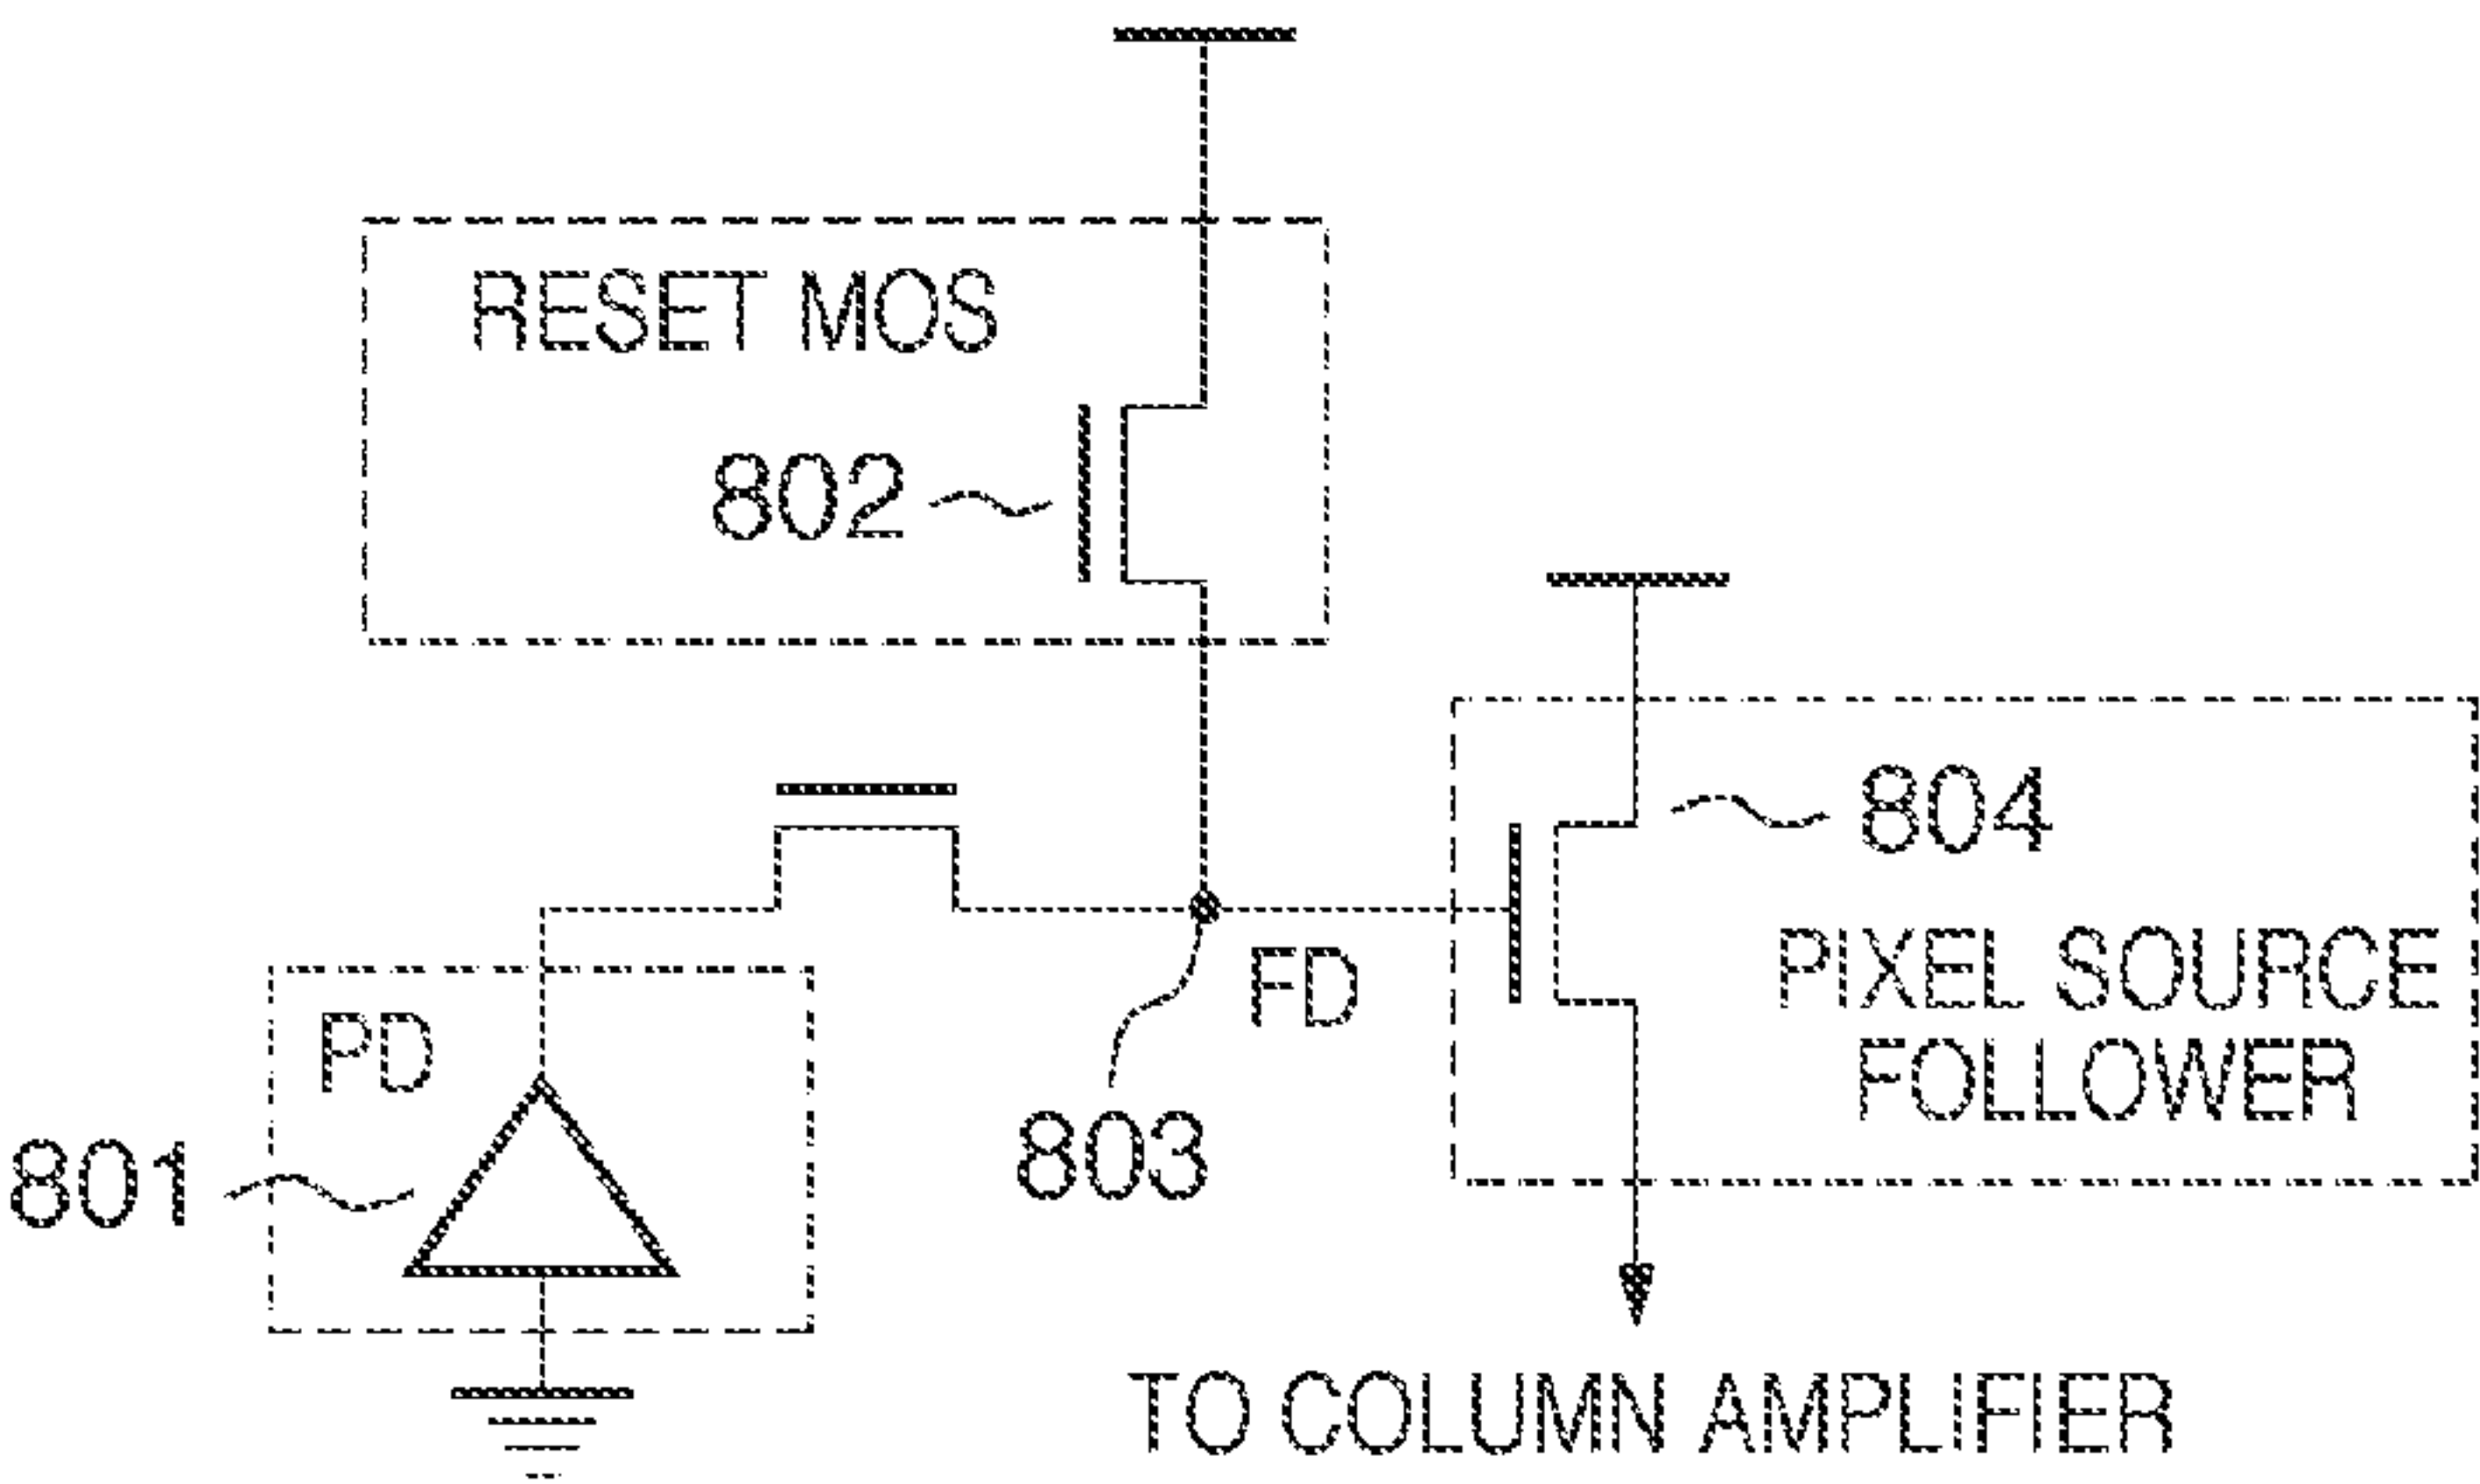 RESET MOS
802
804
PIXEL SOURCE
FOLLOWER
FD
PD
803
801
TO COLUMN AMPLIFIER